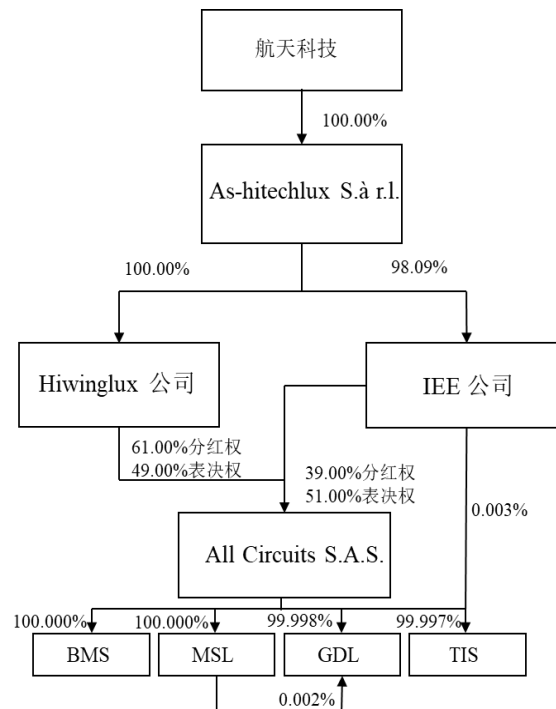 航天科技
100.00%
As-hitechlux S.à r.l.
100.00%
98.09%
Hiwinglux 公司
IEE 公司
61.00%分红权
49.00%表决权
39.00%分红权
51.00%表决权
0.003%
All Circuits S.A.S.
100.000%
100.000%
99.998%
99.997%
BMS
MSL
GDL
TIS
0.002%